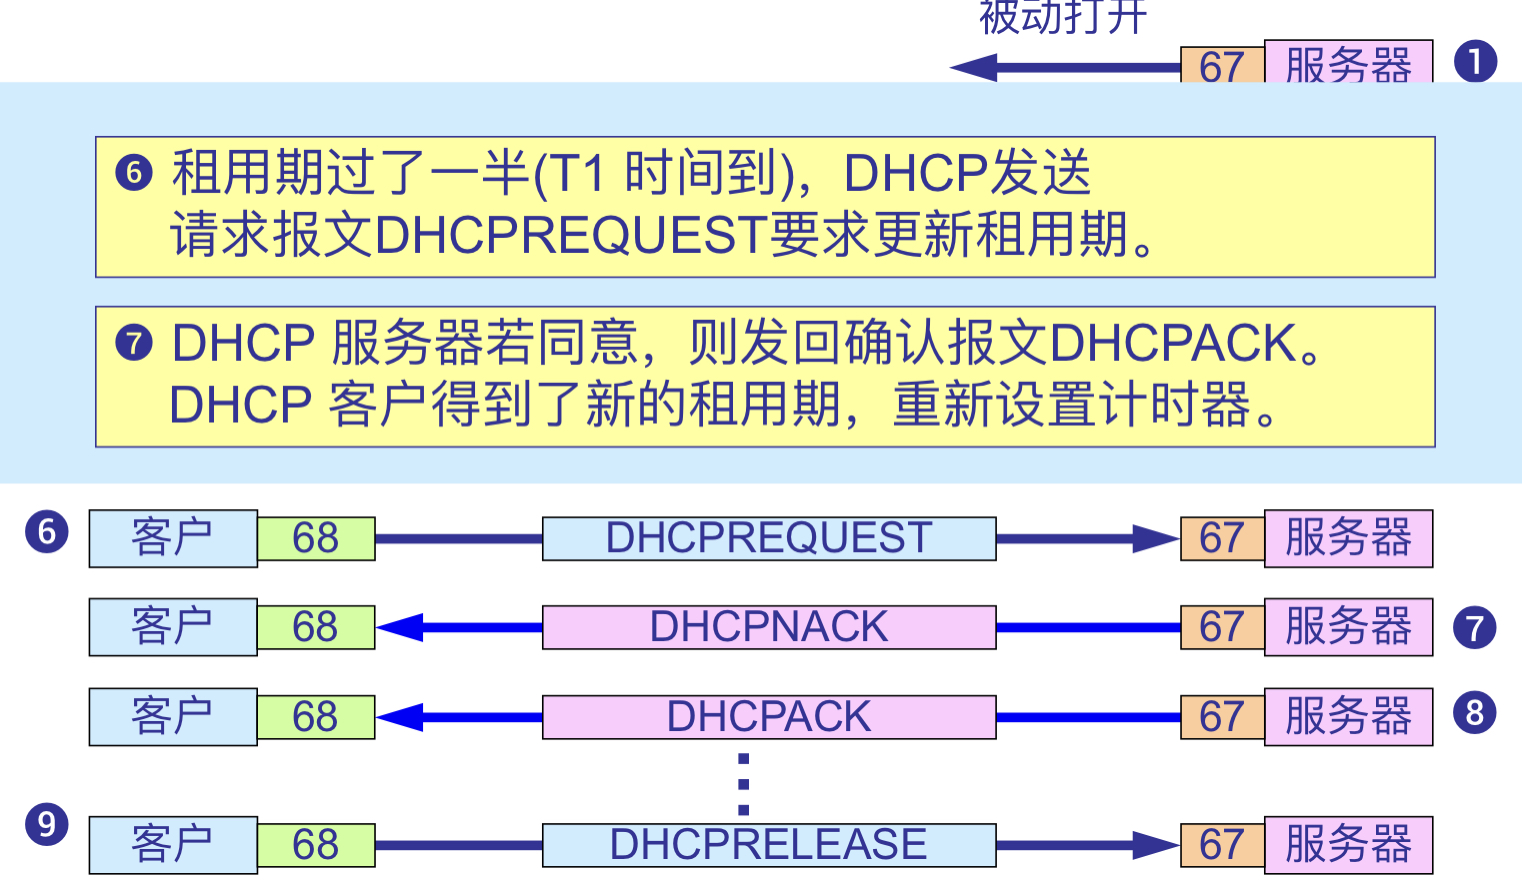 被动打开
67 服务器 ❶
❻ 租用期过了一半(T1 时间到)，DHCP发送
请求报文DHCPREQUEST要求更新租用期。
❼ DHCP 服务器若同意，则发回确认报文DHCPACK。
DHCP 客户得到了新的租用期，重新设置计时器。
❻ 客户 68 DHCPREQUEST 67 服务器
客户 68 DHCPNACK 67 服务器 ❼
客户 68 DHCPACK 67 服务器 ❽
❾ 客户 68 DHCPRELEASE 67 服务器